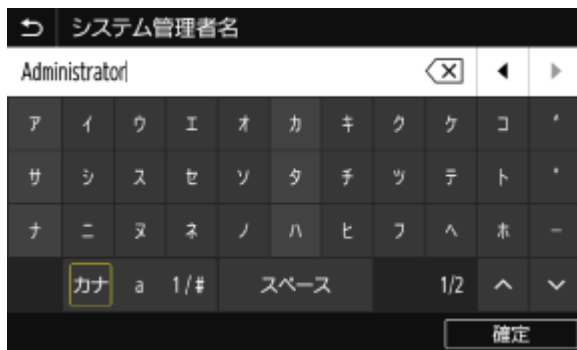 システム管理者名
Administrator
ア イ ウ エ オ カ キ ク ケ コ ゛
サ シ ス セ ソ タ チ ツ テ ト ゜
ナ ニ ヌ ネ ノ ハ ヒ フ ヘ ホ ー
カナ a 1/# スペース 1/2
確定